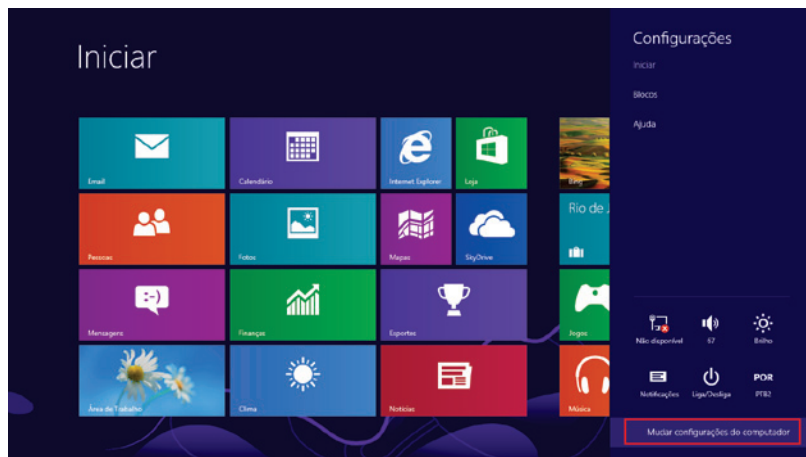 Iniciar
Email
Calendário
Internet Explorer
Loja
Bing
Pessoas
Fotos
Mapas
SkyDrive
Rio de J
Mensagens
Finanças
Esportes
Jogos
Área de Trabalho
Clima
Notícias
Música
Configurações
Iniciar
Blocos
Ajuda
Não disponível
67
Brilho
Notificações
Liga/Desliga
POR
PTB2
Mudar configurações do computador